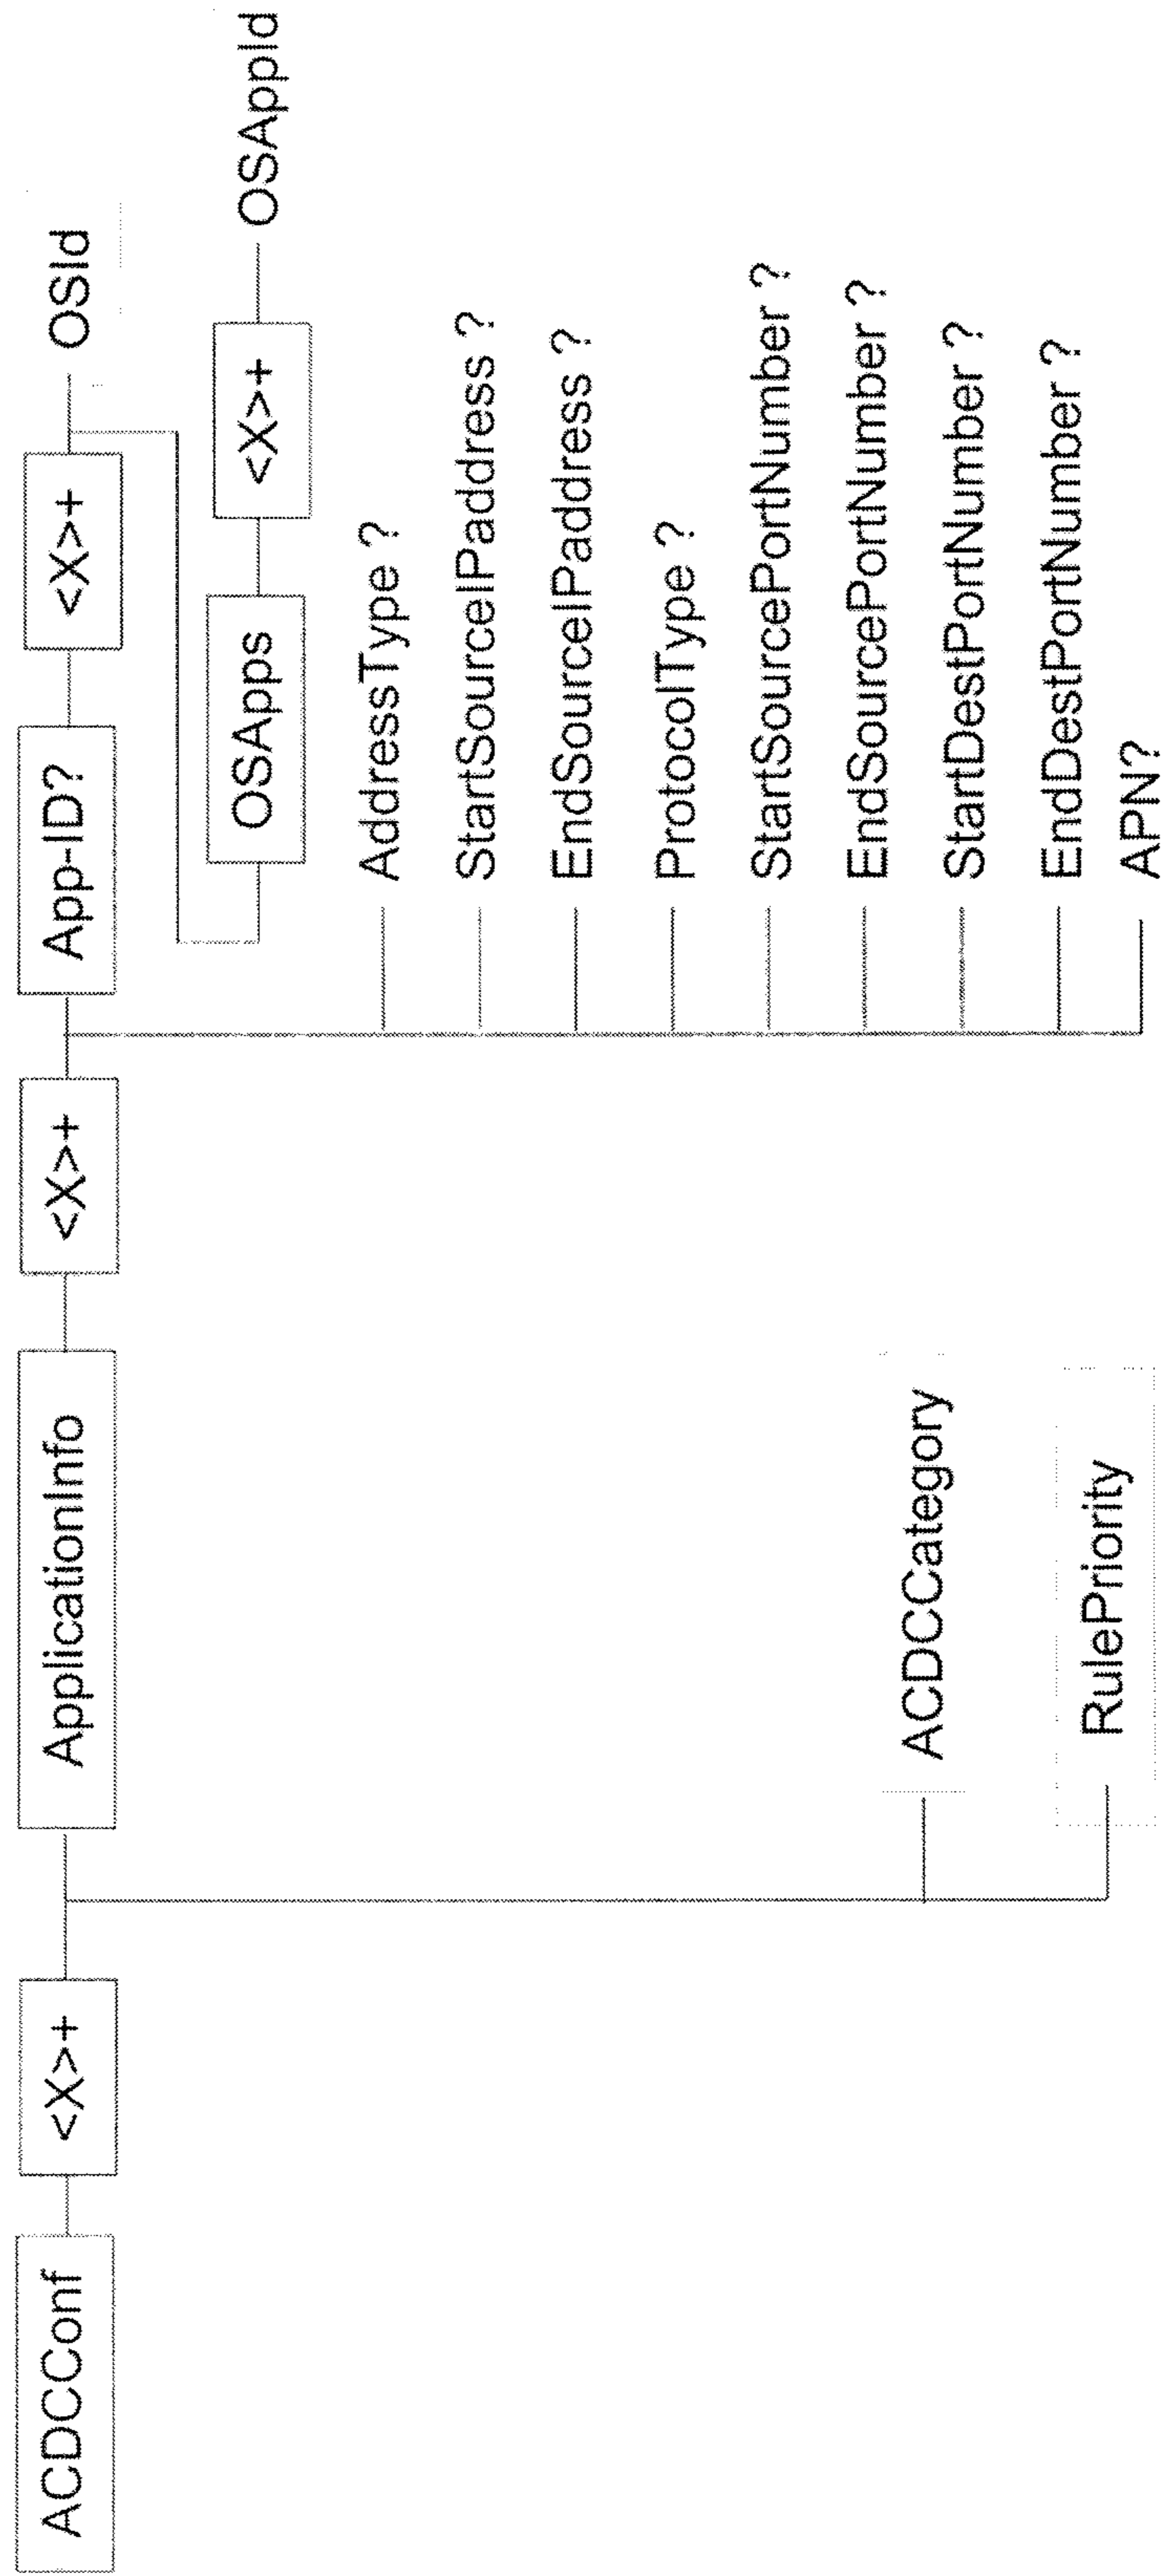 ACDCConf
<X>+
ApplicationInfo
<X>+
App-ID?
<X>+
OSId
OSApps
<X>+
OSAppId
AddressType ?
StartSourceIPaddress ?
EndSourceIPaddress ?
ProtocolType ?
StartSourcePortNumber ?
EndSourcePortNumber ?
StartDestPortNumber ?
EndDestPortNumber ?
APN?
ACDCCategory
RulePriority